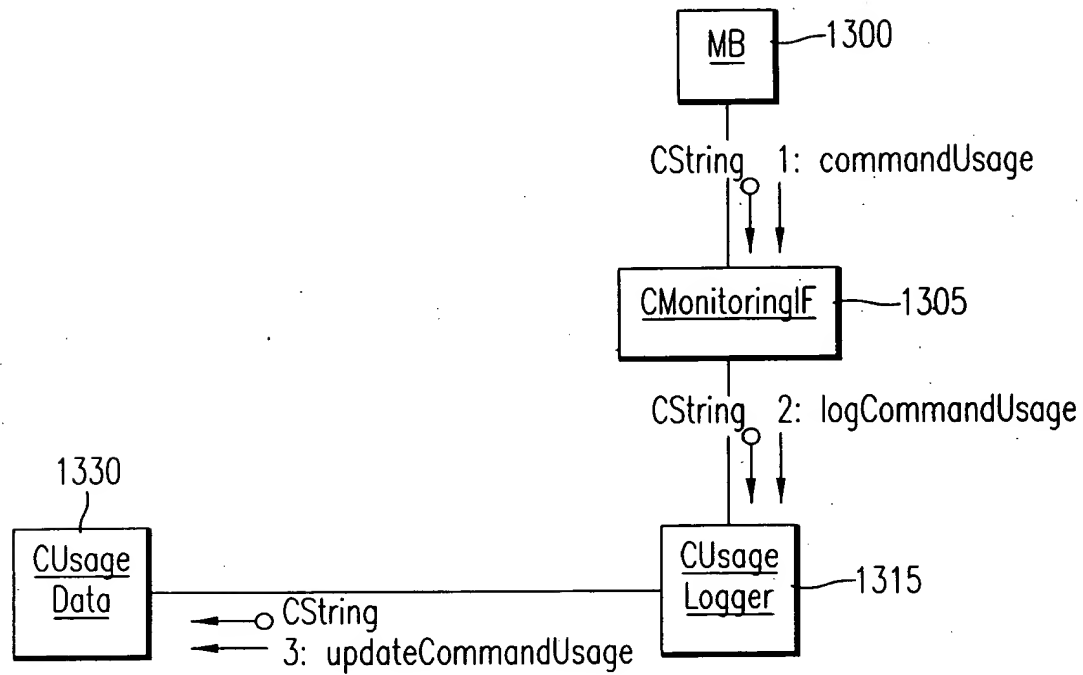 MB
1300
CString 1: commandUsage
CMonitoringIF
1305
CString 2: logCommandUsage
1330
CUsage
Data
CUsage
Logger
1315
CString
3: updateCommandUsage